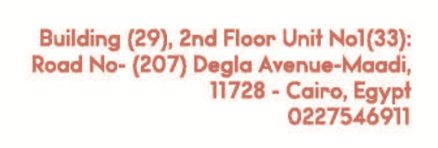 Building (29), 2nd Floor Unit No1(33):
Road No- (207) Degla Avenue-Maadi,
11728 - Cairo, Egypt
0227546911